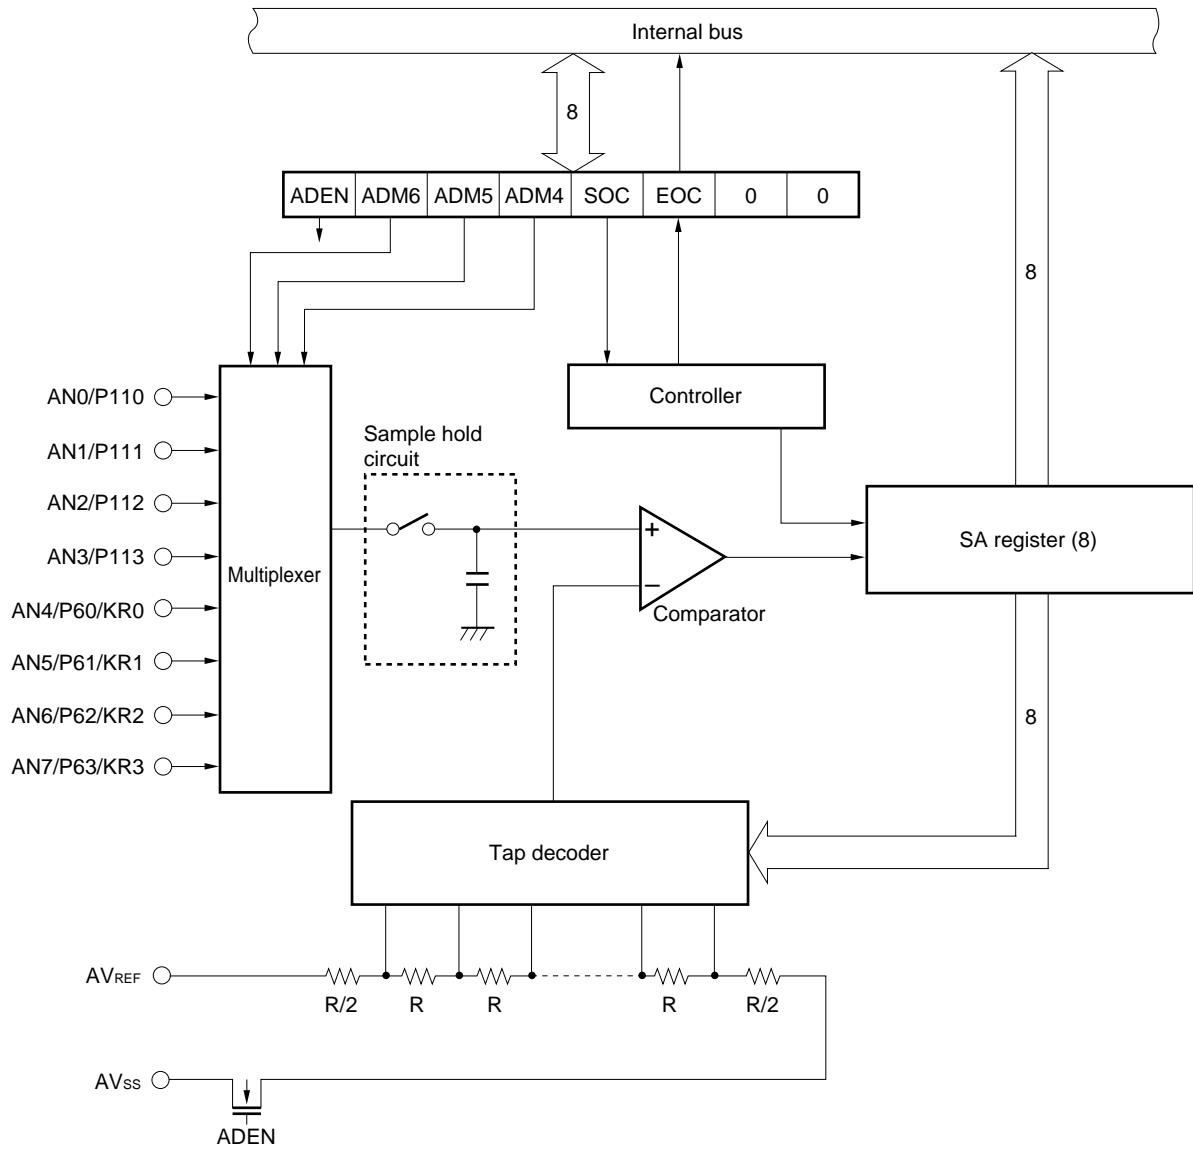 Internal bus
8
ADEN ADM6 ADM5 ADM4 SOC EOC 0 0
8
AN0/P110
AN1/P111
AN2/P112
AN3/P113
AN4/P60/KR0
AN5/P61/KR1
AN6/P62/KR2
AN7/P63/KR3
Multiplexer
Sample hold
circuit
Controller
+
−
Comparator
SA register (8)
8
Tap decoder
AVREF
R/2 R R R R/2
AVSS
ADEN